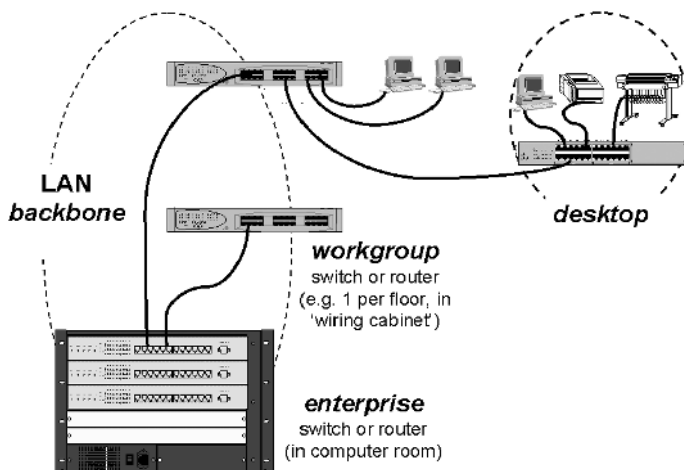 LAN
backbone
desktop
workgroup
switch or router
(e.g. 1 per floor, in
'wiring cabinet')
enterprise
switch or router
(in computer room)